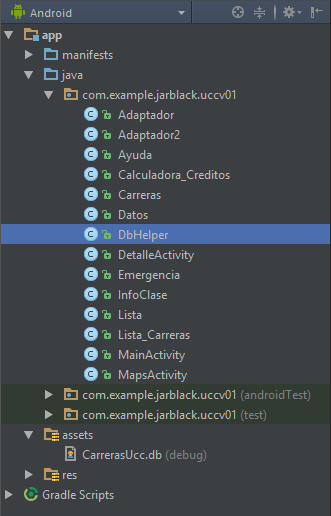 Android
app
manifests
java
com.example.jarblack.uccv01
Adaptador
Adaptador2
Ayuda
Calculadora_Creditos
Carreras
Datos
DbHelper
DetalleActivity
Emergencia
InfoClase
Lista
Lista_Carreras
MainActivity
MapsActivity
com.example.jarblack.uccv01 (androidTest)
com.example.jarblack.uccv01 (test)
assets
CarrerasUcc.db (debug)
res
Gradle Scripts